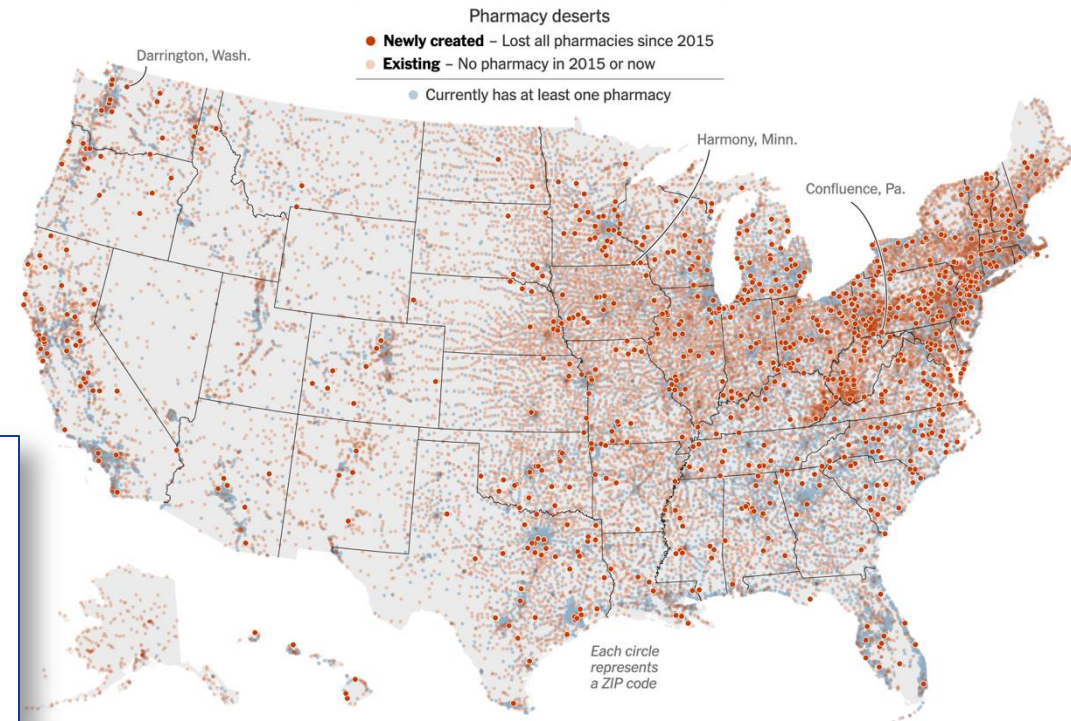 Pharmacy deserts
Newly created – Lost all pharmacies since 2015
Existing – No pharmacy in 2015 or now
Currently has at least one pharmacy
Darrington, Wash.
Harmony, Minn.
Confluence, Pa.
Each circle
represents
a ZIP code